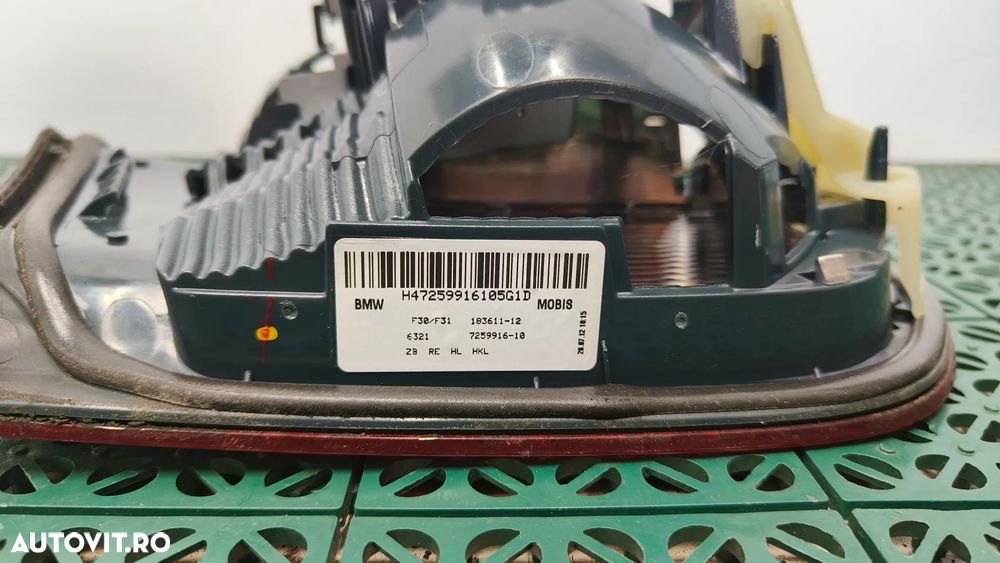 H47259916105G1D
BMW MOBIS
F30/F31 183611-12
6321 7259916-10
ZB RE HL HKL
20.07.12 10:15
AUTOVIT.RO